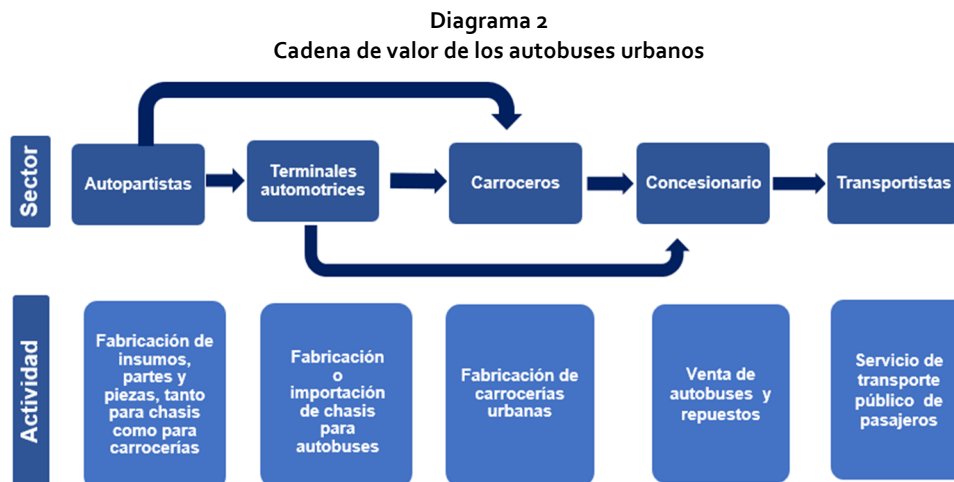 Diagrama 2
Cadena de valor de los autobuses urbanos
Sector
Autopartistas
Terminales
automotrices
Carroceros
Concesionario
Transportistas
Actividad
Fabricación de
insumos,
partes y
piezas, tanto
para chasis
como para
carrocerías
Fabricación
o
importación
de chasis
para
autobuses
Fabricación de
carrocerías
urbanas
Venta de
autobuses y
repuestos
Servicio de
transporte
público de
pasajeros